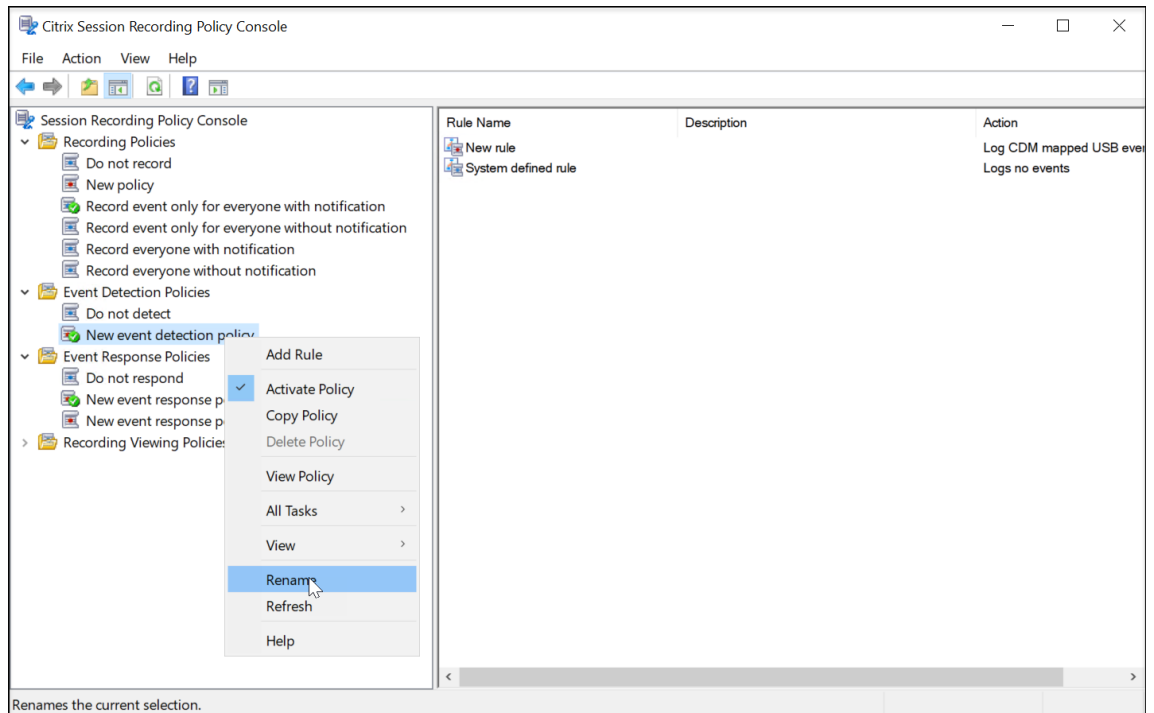 Citrix Session Recording Policy Console
File Action View Help
Session Recording Policy Console
Recording Policies
Do not record
New policy
Record event only for everyone with notification
Record event only for everyone without notification
Record everyone with notification
Record everyone without notification
Event Detection Policies
Do not detect
New event detection policy
Event Response Policies
Do not respond
New event response p
New event response p
Recording Viewing Policies
Add Rule
Activate Policy
Copy Policy
Delete Policy
View Policy
All Tasks
View
Rename
Refresh
Help
Rule Name Description Action
New rule Log CDM mapped USB eve
System defined rule Logs no events
Renames the current selection.